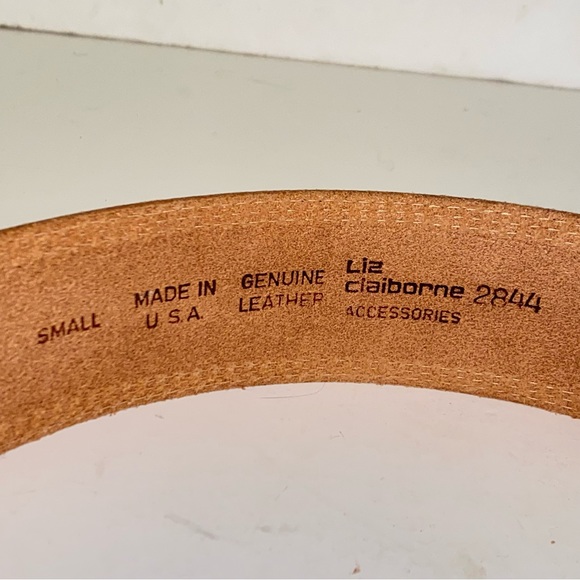 SMALL
MADE IN
U.S.A.
GENUINE
LEATHER
Liz
claiborne 2844
ACCESSORIES